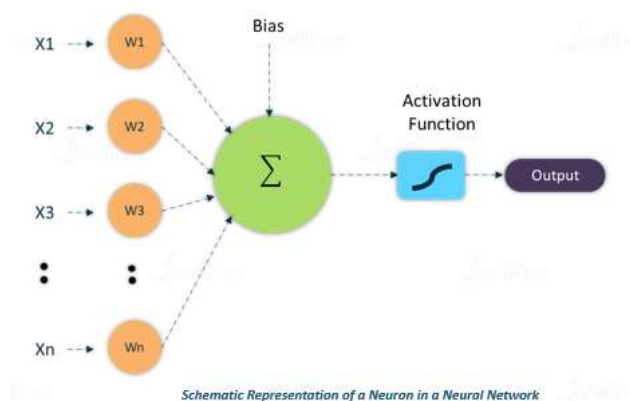 X1
W1
Bias
X2
W2
Activation
Function
Σ
Output
X3
W3
Xn
Wn
Schematic Representation of a Neuron in a Neural Network